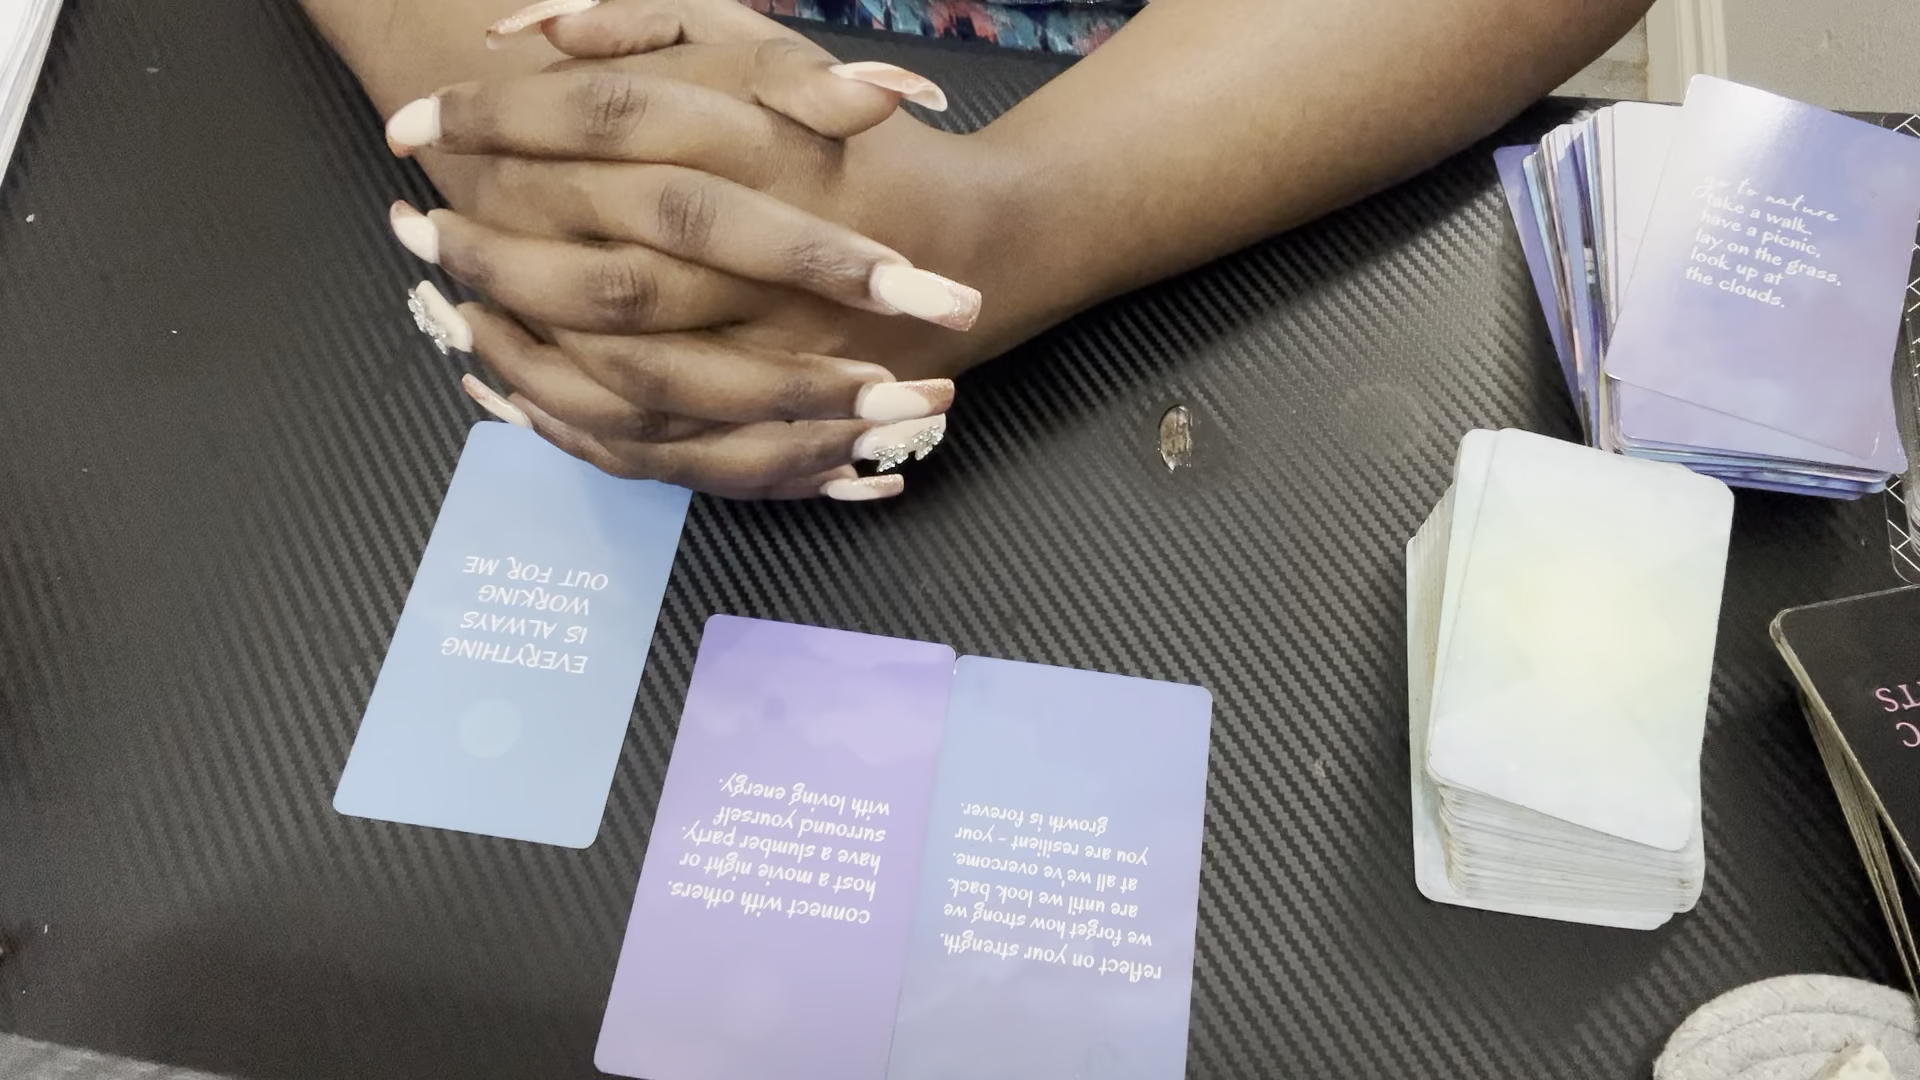 go to nature
take a walk.
have a picnic,
lay on the grass,
look up at
the clouds.
EVERYTHING
IS ALWAYS
WORKING
OUT FOR ME
connect with others.
host a movie night or
have a slumber party.
surround yourself
with loving energy.
reflect on your strength.
we forget how strong we
are until we look back
at all we've overcome.
you are resilient - your
growth is forever.